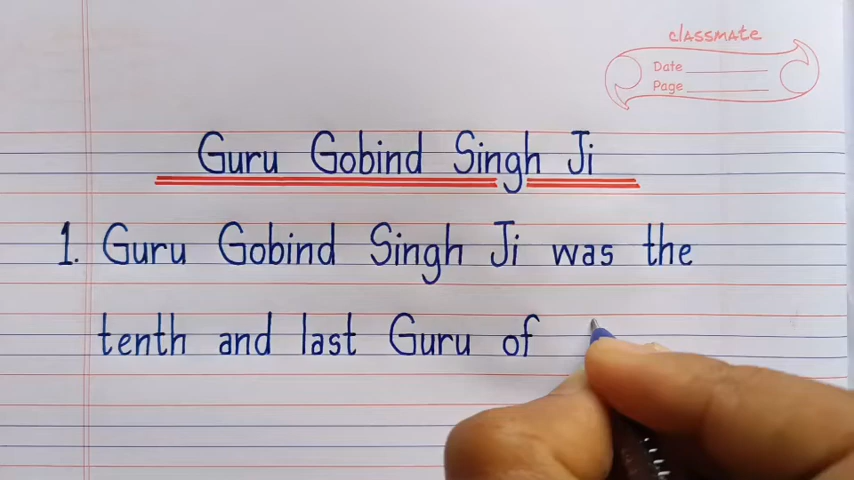 classmate
Date
Page
Guru Gobind Singh Ji
1. Guru Gobind Singh Ji was the
tenth and last Guru of